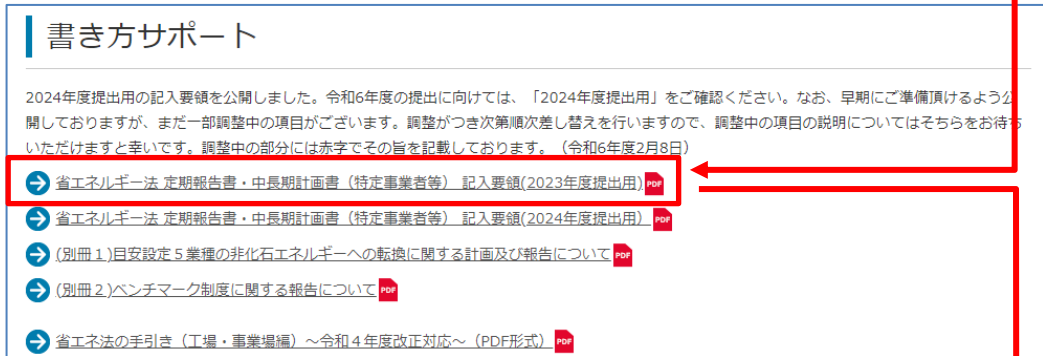 書き方サポート
2024年度提出用の記入要領を公開しました。令和6年度の提出に向けては、「2024年度提出用」をご確認ください。なお、早期にご準備頂けるよう公
開しておりますが、まだ一部調整中の項目がございます。調整がつき次第順次差し替えを行いますので、調整中の項目の説明についてはそちらをお待ち
いただけますと幸いです。調整中の部分には赤字でその旨を記載しております。（令和6年度2月8日）
省エネルギー法 定期報告書・中長期計画書（特定事業者等） 記入要領(2023年度提出用) PDF
省エネルギー法 定期報告書・中長期計画書（特定事業者等） 記入要領(2024年度提出用） PDF
(別冊１)目安設定５業種の非化石エネルギーへの転換に関する計画及び報告について PDF
(別冊２)ベンチマーク制度に関する報告について PDF
省エネ法の手引き（工場・事業場編）～令和４年度改正対応～（PDF形式） PDF